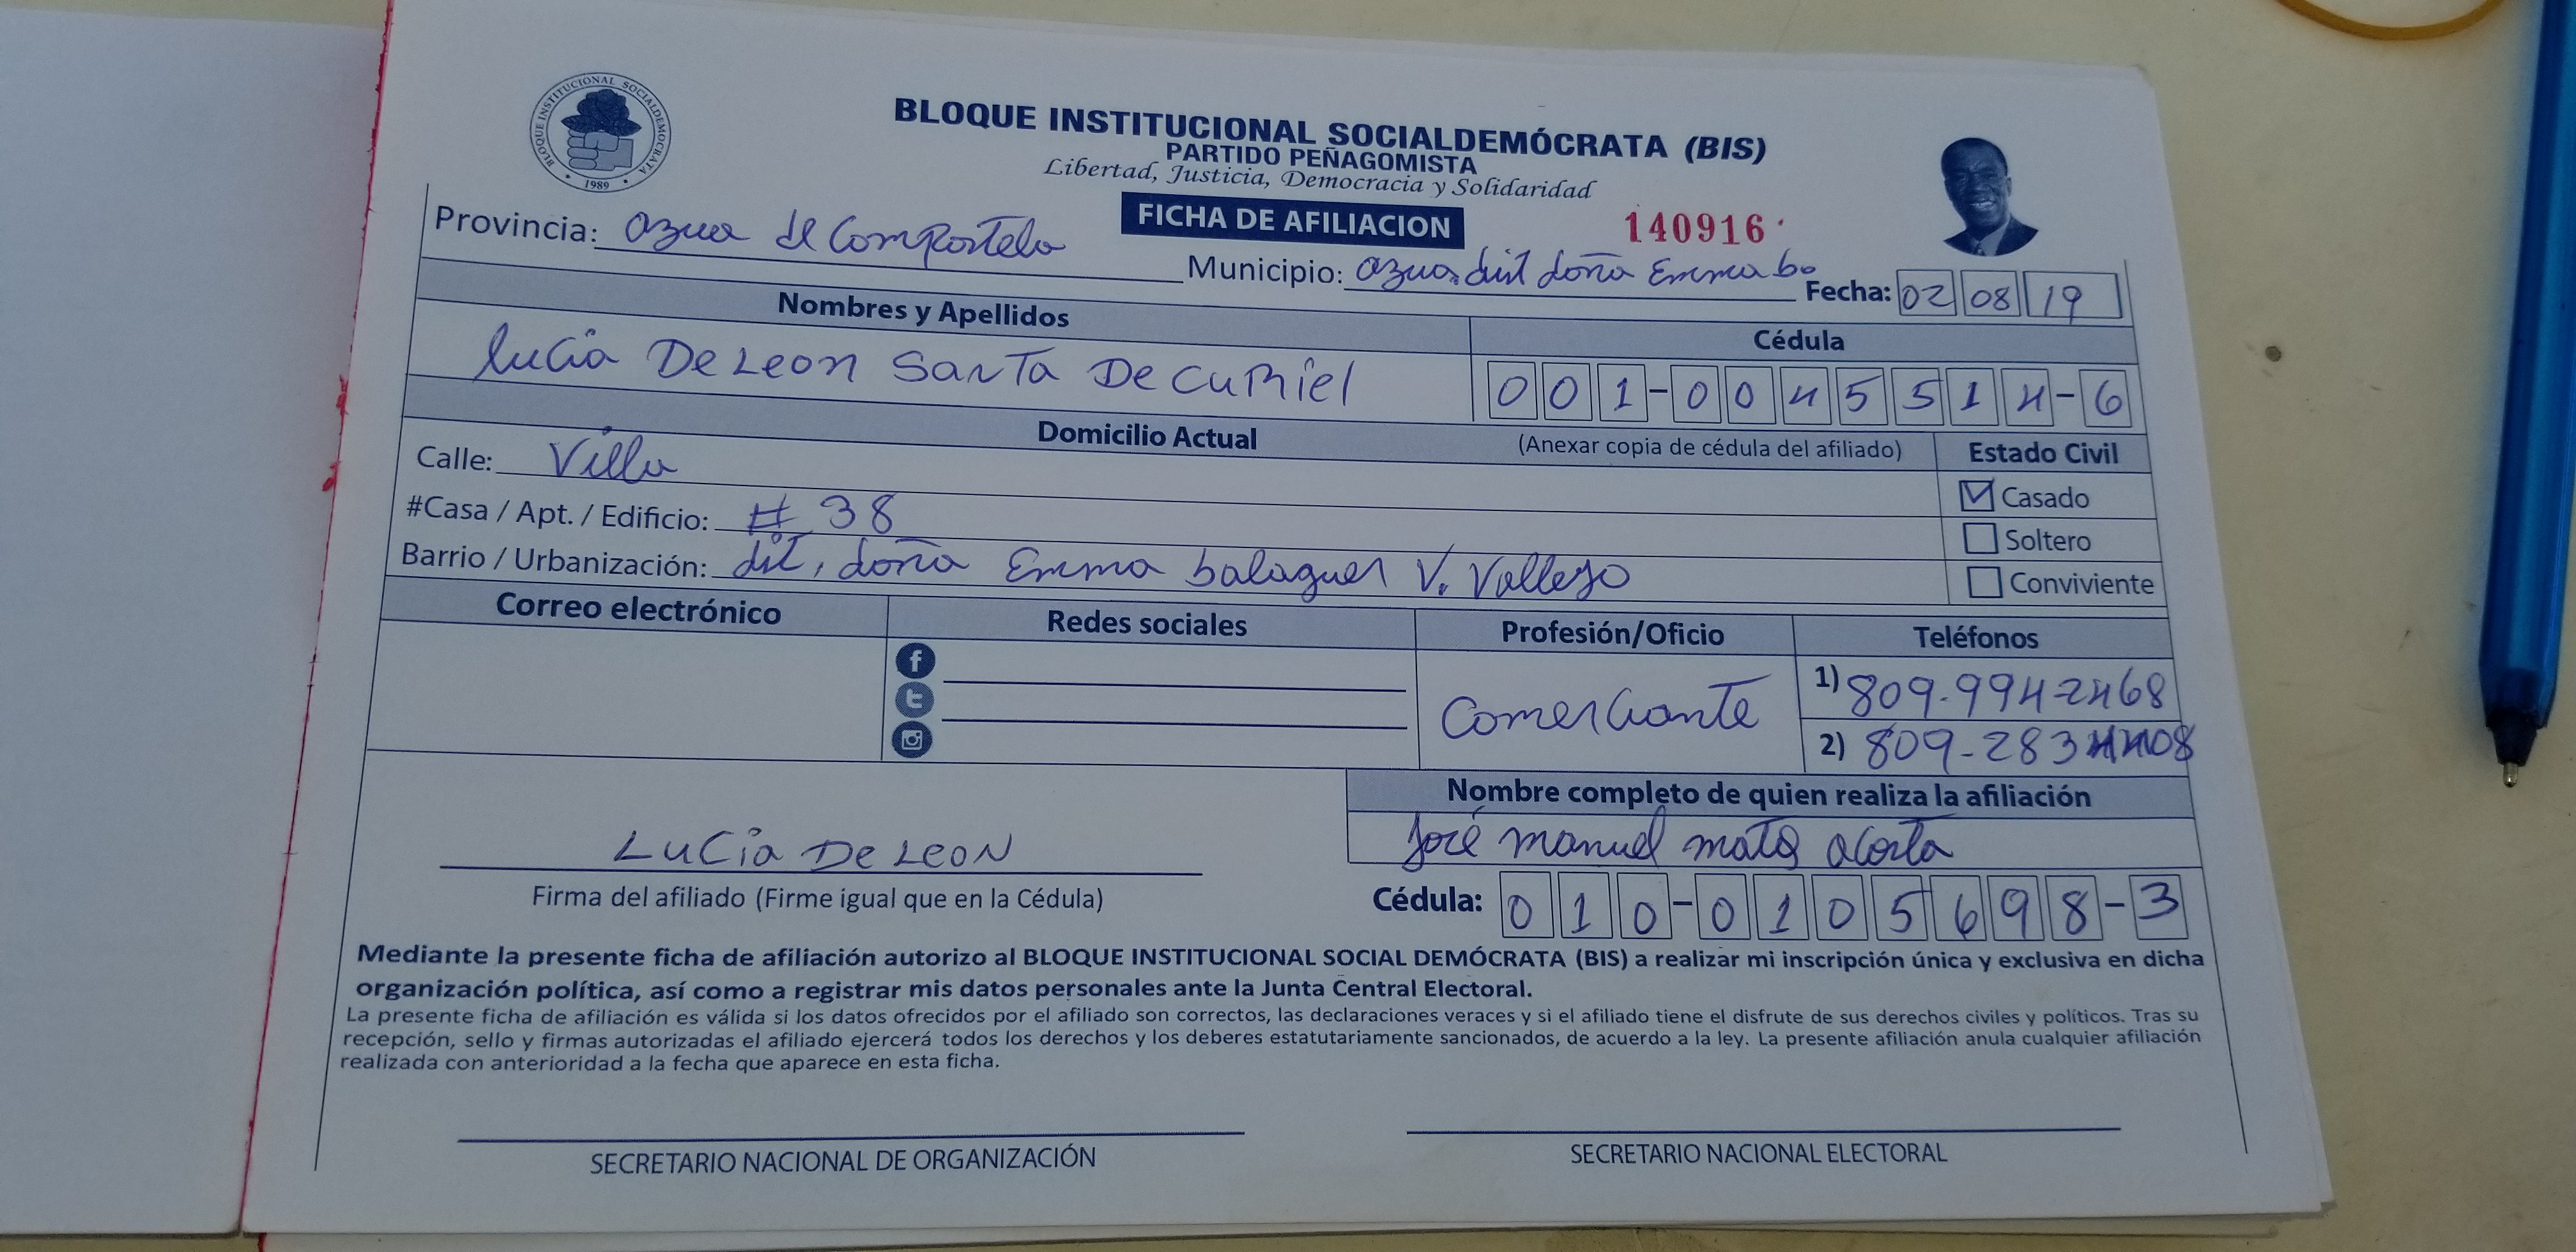 BLOQUE INSTITUCIONAL SOCIALDEMOCRATA
1989
BLOQUE INSTITUCIONAL SOCIALDEMÓCRATA (BIS)
PARTIDO PEÑAGOMISTA
Libertad, Justicia, Democracia y Solidaridad
FICHA DE AFILIACION
140916
Provincia: azua de Compostela
Municipio: azua, dist doña Emma ba
Fecha: 02 08 19
Nombres y Apellidos
Cédula
Lucia De Leon Santa De Curiel
001-0045514-6
Domicilio Actual
(Anexar copia de cédula del afiliado)
Estado Civil
Calle: Villa
Casado
#Casa / Apt. / Edificio: # 38
Soltero
Barrio / Urbanización: dit, doña Emma balaguer V. Vallejo
Conviviente
Correo electrónico
Redes sociales
Profesión/Oficio
Teléfonos
Comerciante
1) 809-994-2468
2) 809-283
Nombre completo de quien realiza la afiliación
José manuel mata acosta
LUCia De LeoN
Firma del afiliado (Firme igual que en la Cédula)
Cédula: 010-0105698-3
Mediante la presente ficha de afiliación autorizo al BLOQUE INSTITUCIONAL SOCIAL DEMÓCRATA (BIS) a realizar mi inscripción única y exclusiva en dicha
organización política, así como a registrar mis datos personales ante la Junta Central Electoral.
La presente ficha de afiliación es válida si los datos ofrecidos por el afiliado son correctos, las declaraciones veraces y si el afiliado tiene el disfrute de sus derechos civiles y políticos. Tras su
recepción, sello y firmas autorizadas el afiliado ejercerá todos los derechos y los deberes estatutariamente sancionados, de acuerdo a la ley. La presente afiliación anula cualquier afiliación
realizada con anterioridad a la fecha que aparece en esta ficha.
SECRETARIO NACIONAL DE ORGANIZACIÓN
SECRETARIO NACIONAL ELECTORAL